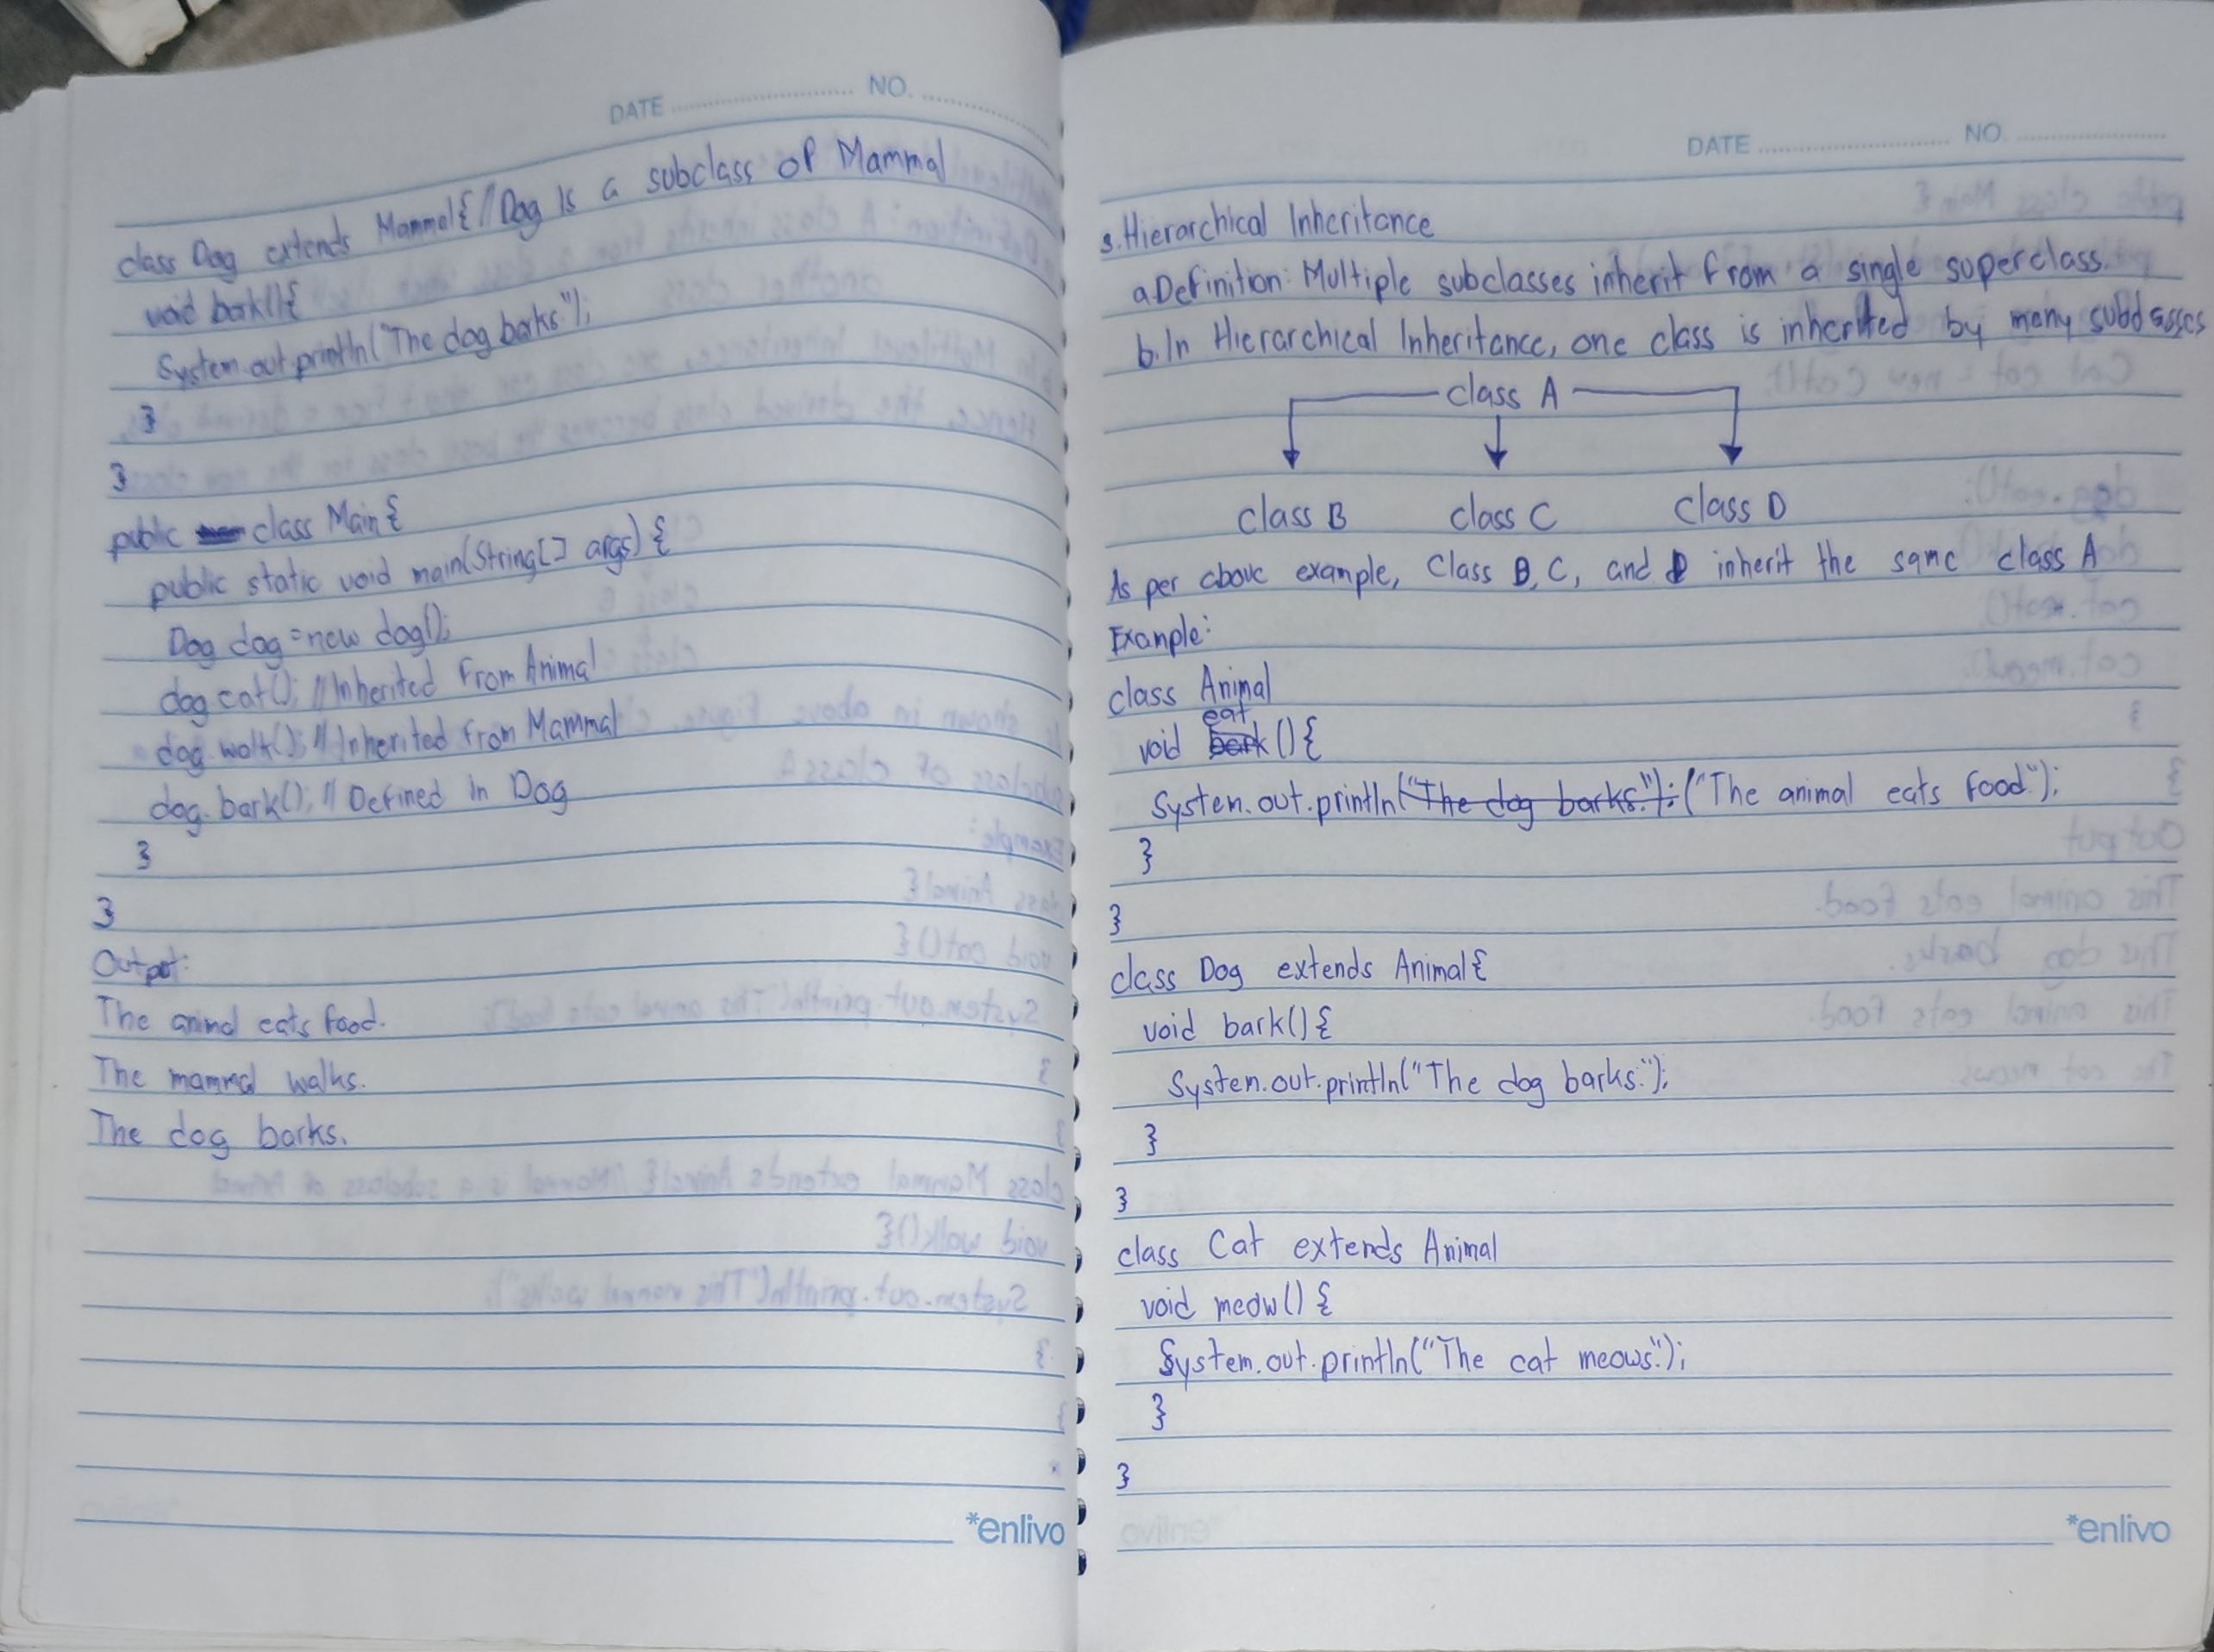 DATE ........ NO. ........
class Dog extends Mammal{ //Dog is a subclass of Mammal
void bark(){
System.out.println("The dog barks.");
}
}
public class Main {
public static void main(String[] args) {
Dog dog = new dog();
dog.eat(); //Inherited from Animal
dog.walk(); //Inherited from Mammal
dog.bark(); // Defined in Dog
}
}
Output:
The animal eats food.
The mammal walks.
The dog barks.
*enlivo
DATE ........ NO. ........
3. Hierarchical Inheritance
a. Definition: Multiple subclasses inherit from a single superclass.
b. In Hierarchical Inheritance, one class is inherited by many subclasses
class A
class B class C class D
As per above example, Class B, C, and D inherit the same class A
Example:
class Animal
eat
void bark (){
System.out.println("The dog barks."); ("The animal eats food.");
}
}
class Dog extends Animal{
void bark(){
System.out.println("The dog barks.");
}
}
class Cat extends Animal
void meow() {
System.out.println("The cat meows.");
}
}
*enlivo